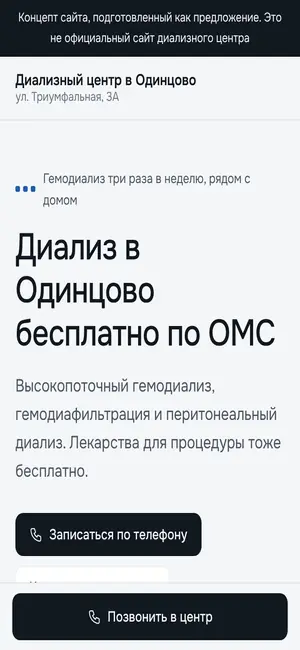 Концепт сайта, подготовленный как предложение. Это
не официальный сайт диализного центра
Диализный центр в Одинцово
ул. Триумфальная, 3А
Гемодиализ три раза в неделю, рядом с
домом
Диализ в
Одинцово
бесплатно по ОМС
Высокопоточный гемодиализ,
гемодиафильтрация и перитонеальный
диализ. Лекарства для процедуры тоже
бесплатно.
Записаться по телефону
Позвонить в центр